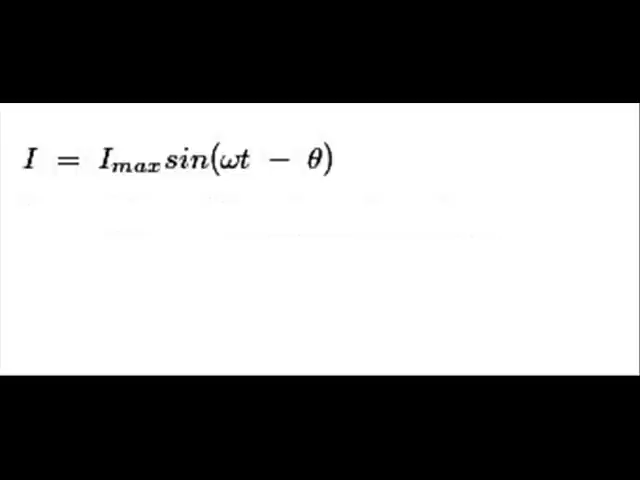 I = I_max sin(ωt − θ)